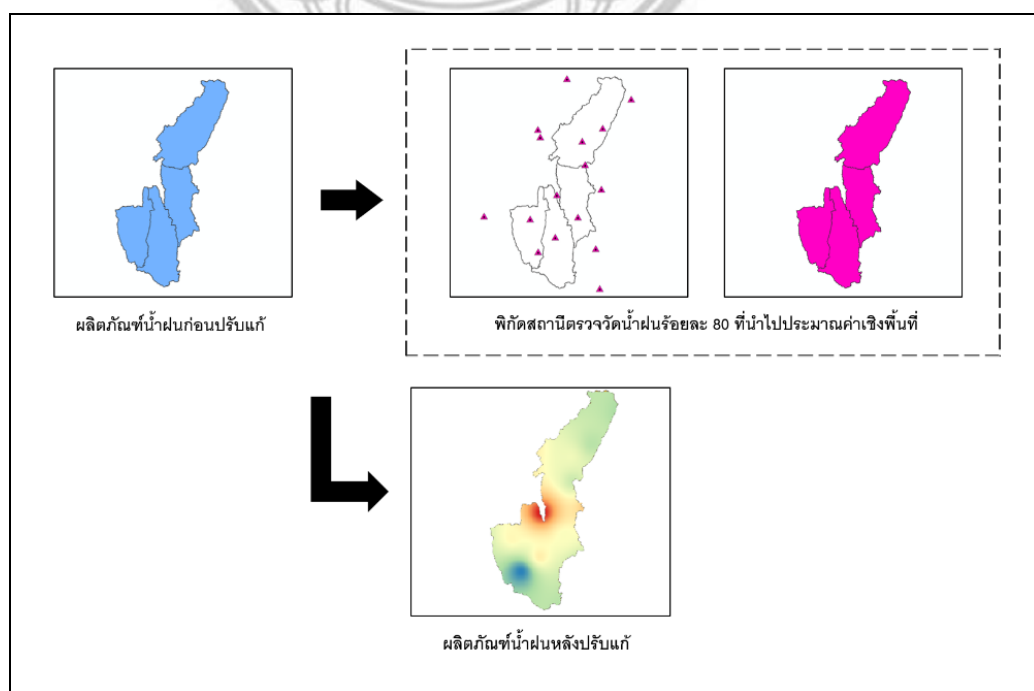 ผลิตภัณฑ์น้ำฝนก่อนปรับแก้
พิกัดสถานีตรวจวัดน้ำฝนร้อยละ 80 ที่นำไปประมาณค่าเชิงพื้นที่
ผลิตภัณฑ์น้ำฝนหลังปรับแก้